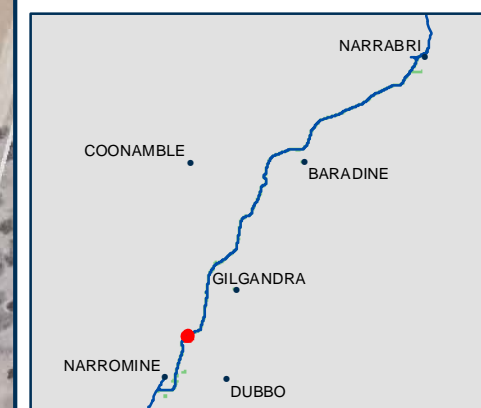 NARRABRI
COONAMBLE
BARADINE
GILGANDRA
NARROMINE
DUBBO